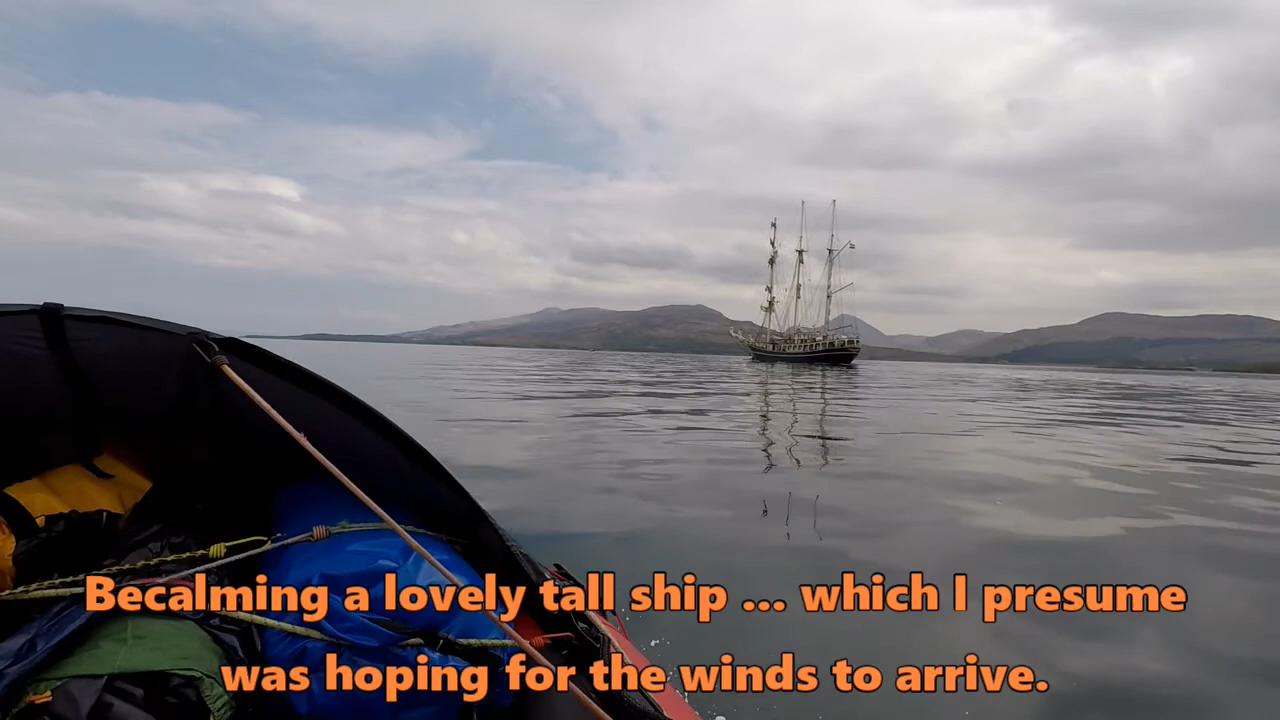 Becalming a lovely tall ship ... which I presume
was hoping for the winds to arrive.